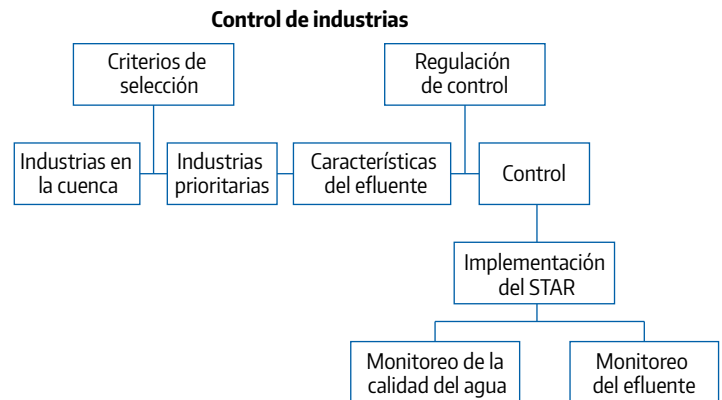 Control de industrias
Criterios de
selección
Regulación
de control
Industrias en
la cuenca
Industrias
prioritarias
Características
del efluente
Control
Implementación
del STAR
Monitoreo de la
calidad del agua
Monitoreo
del efluente